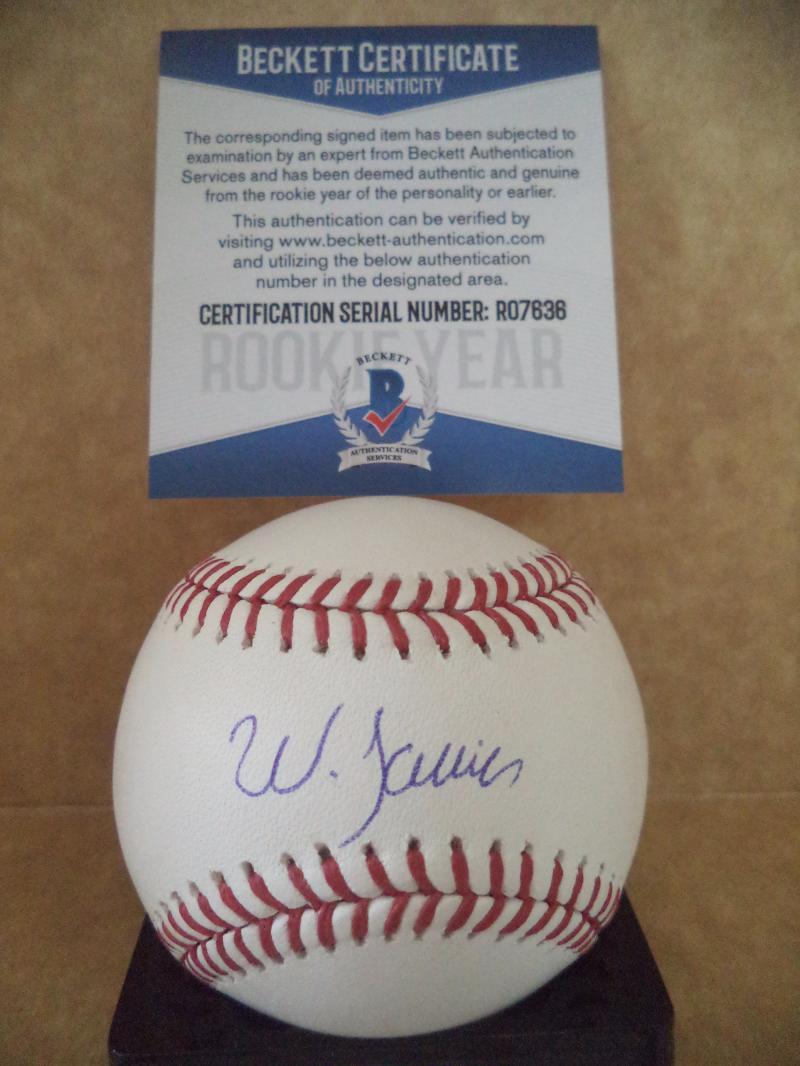 BECKETT CERTIFICATE
OF AUTHENTICITY
The corresponding signed item has been subjected to
examination by an expert from Beckett Authentication
Services and has been deemed authentic and genuine
from the rookie year of the personality or earlier.
This authentication can be verified by
visiting www.beckett-authentication.com
and utilizing the below authentication
number in the designated area.
CERTIFICATION SERIAL NUMBER: R07636
ROOKIE YEAR
BECKETT
B
AUTHENTICATION
SERVICES
W.